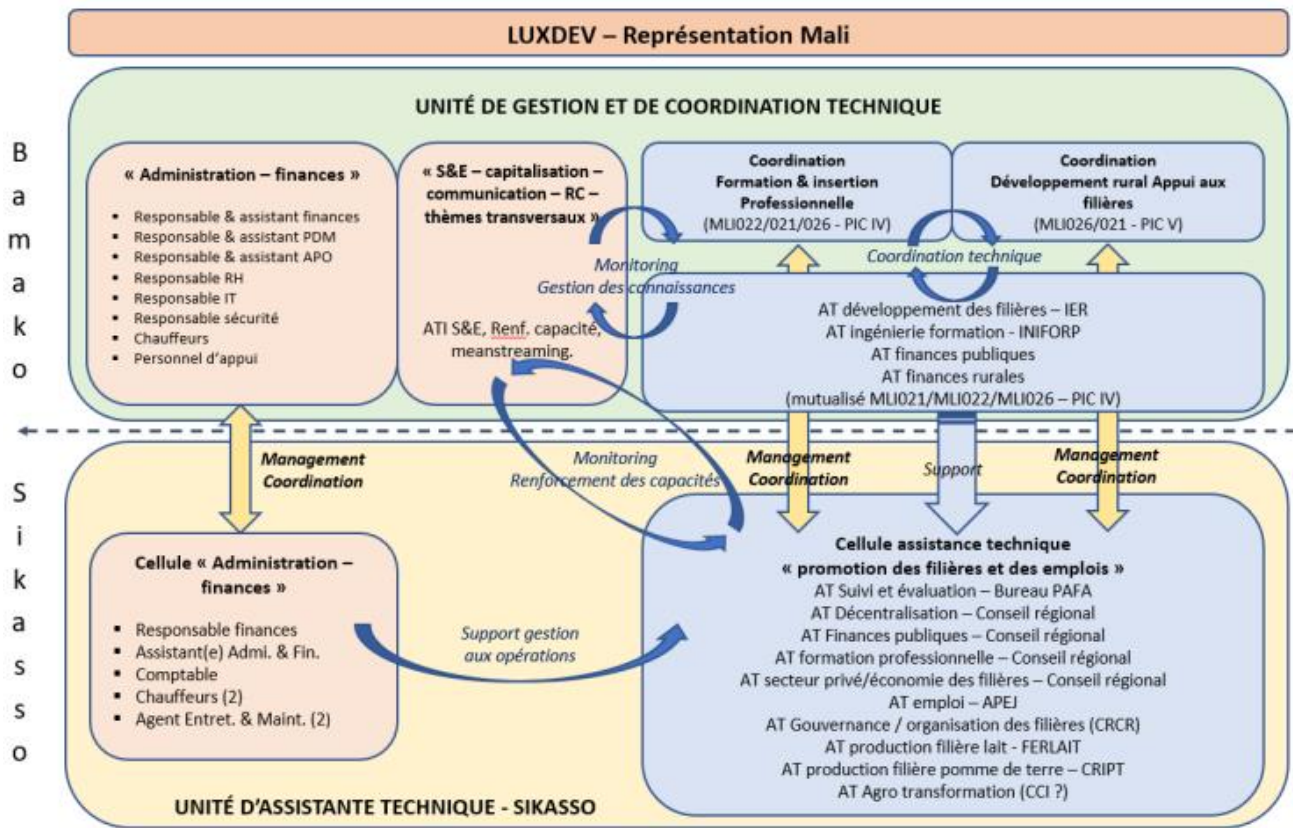 LUXDEV – Représentation Mali
UNITÉ DE GESTION ET DE COORDINATION TECHNIQUE
Bamako
« Administration – finances »
▪ Responsable & assistant finances
▪ Responsable & assistant PDM
▪ Responsable & assistant APO
▪ Responsable RH
▪ Responsable IT
▪ Responsable sécurité
▪ Chauffeurs
▪ Personnel d'appui
« S&E – capitalisation –
communication – RC –
thèmes transversaux »
ATI S&E, Renf. capacité,
meanstreaming.
Monitoring
Gestion des connaissances
Coordination
Formation & insertion
Professionnelle
(MLI022/021/026 - PIC IV)
Coordination
Développement rural Appui aux
filières
(MLI026/021 - PIC V)
Coordination technique
AT développement des filières – IER
AT ingénierie formation - INIFORP
AT finances publiques
AT finances rurales
(mutualisé MLI021/MLI022/MLI026 – PIC IV)
Management
Coordination
Monitoring
Renforcement des capacités
Management
Coordination
Support
Management
Coordination
Sikasso
Cellule « Administration –
finances »
▪ Responsable finances
▪ Assistant(e) Admi. & Fin.
▪ Comptable
▪ Chauffeurs (2)
▪ Agent Entret. & Maint. (2)
Support gestion
aux opérations
Cellule assistance technique
« promotion des filières et des emplois »
AT Suivi et évaluation – Bureau PAFA
AT Décentralisation – Conseil régional
AT Finances publiques – Conseil régional
AT formation professionnelle – Conseil régional
AT secteur privé/économie des filières – Conseil régional
AT emploi – APEJ
AT Gouvernance / organisation des filières (CRCR)
AT production filière lait - FERLAIT
AT production filière pomme de terre – CRIPT
AT Agro transformation (CCI ?)
UNITÉ D'ASSISTANTE TECHNIQUE - SIKASSO